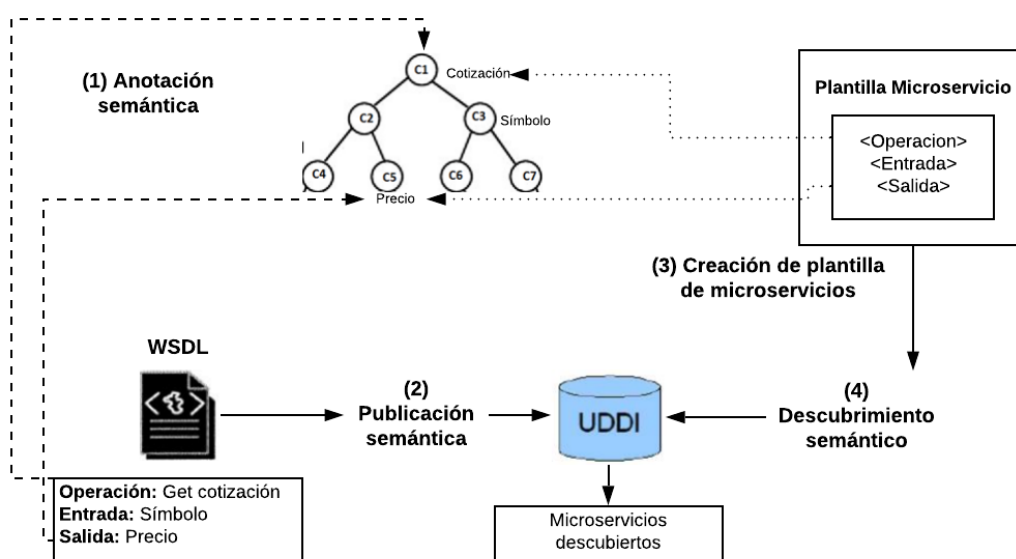 (1) Anotación
semántica
C1
Cotización
C2
C3
Símbolo
C4
C5
C6
C7
Precio
Plantilla Microservicio
<Operacion>
<Entrada>
<Salida>
(3) Creación de plantilla
de microservicios
WSDL
(2)
Publicación
semántica
UDDI
(4)
Descubrimiento
semántico
Operación: Get cotización
Entrada: Símbolo
Salida: Precio
Microservicios
descubiertos